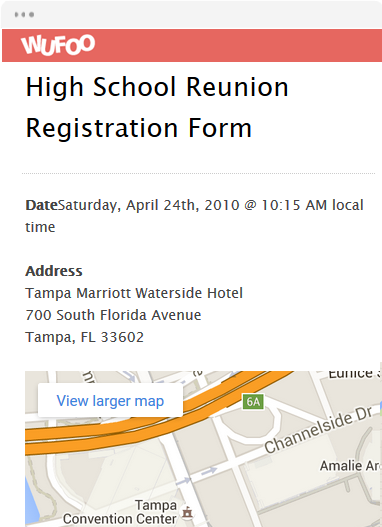 WUFOO
High School Reunion
Registration Form
DateSaturday, April 24th, 2010 @ 10:15 AM local
time
Address
Tampa Marriott Waterside Hotel
700 South Florida Avenue
Tampa, FL 33602
Eunice S
View larger map
6A
Channelside Dr
Amalie Ar
Tampa
Convention Center